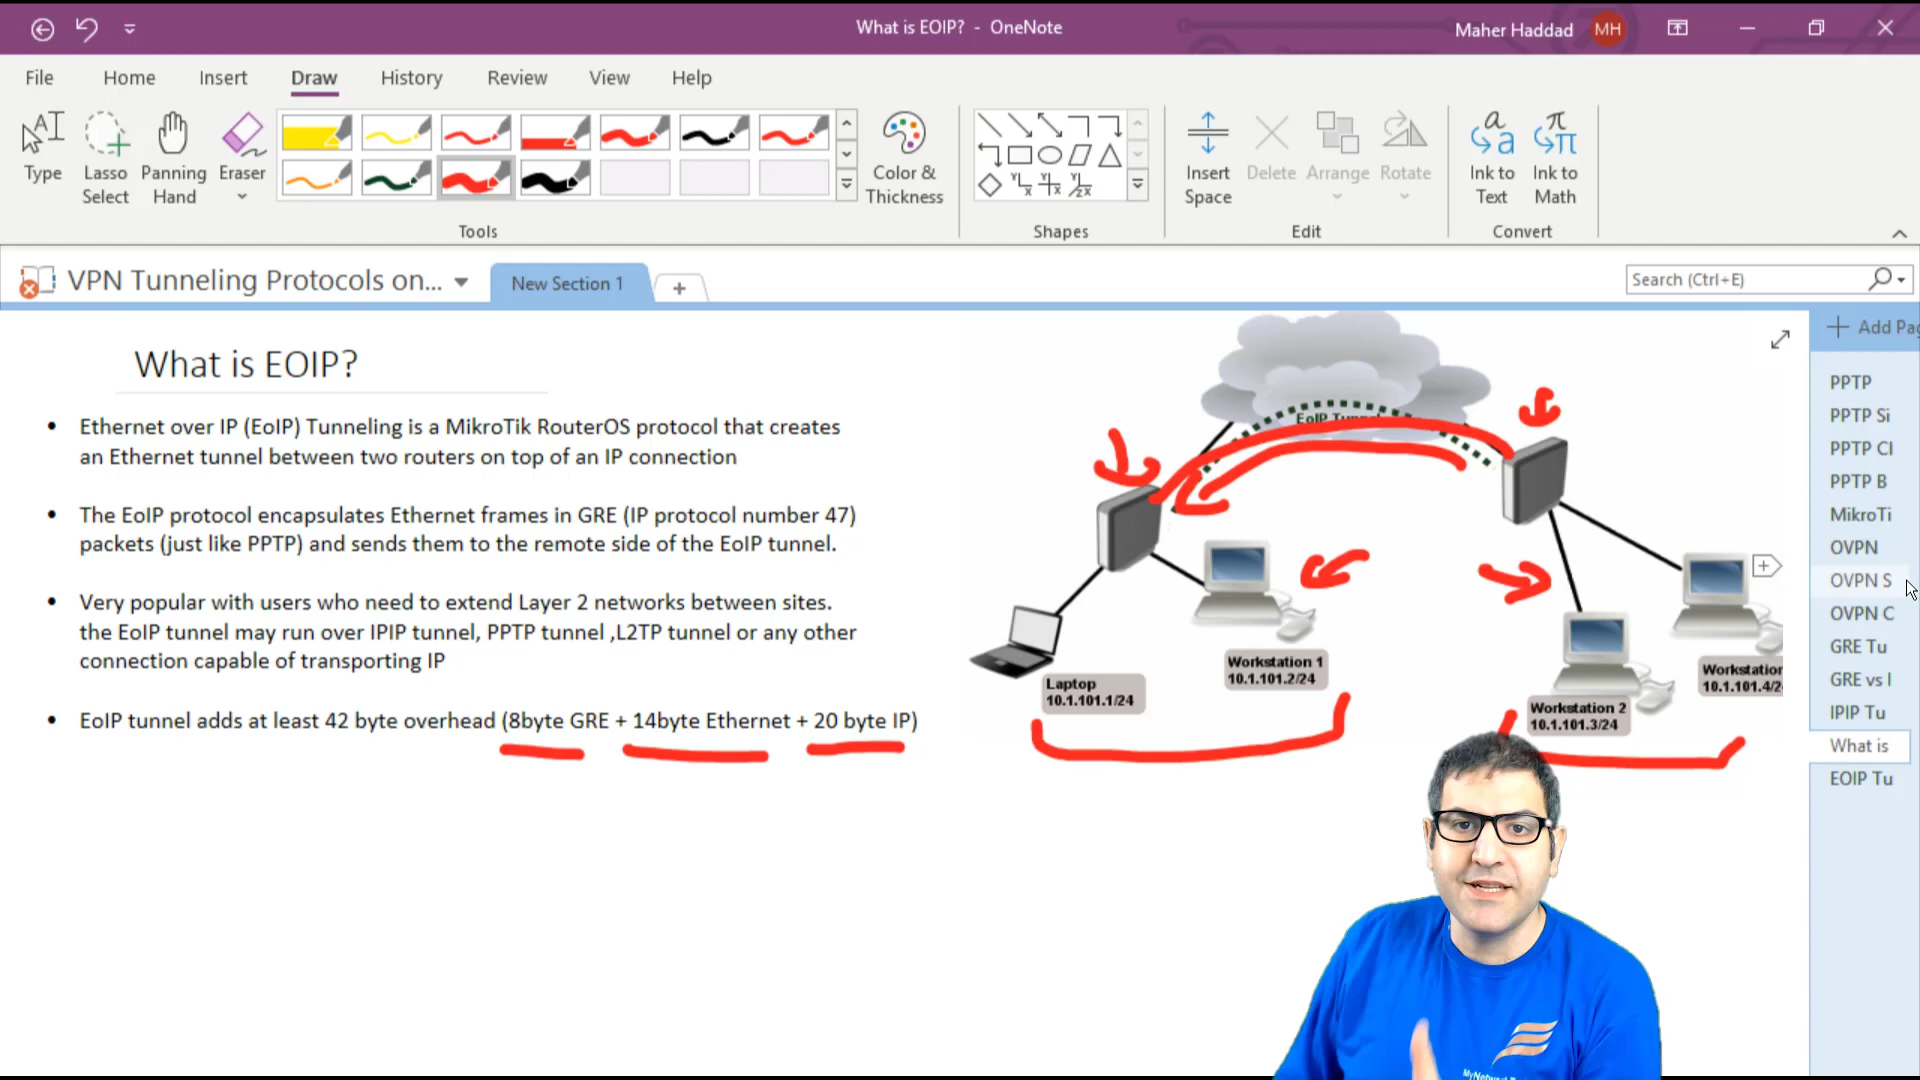 What is EOIP? - OneNote
Maher Haddad
MH
File
Home
Insert
Draw
History
Review
View
Help
Type
Lasso
Select
Panning
Hand
Eraser
Color &
Thickness
Insert
Space
Delete
Arrange
Rotate
Ink to
Text
Ink to
Math
Tools
Shapes
Edit
Convert
VPN Tunneling Protocols on...
New Section 1
Search (Ctrl+E)
What is EOIP?
• Ethernet over IP (EoIP) Tunneling is a MikroTik RouterOS protocol that creates
an Ethernet tunnel between two routers on top of an IP connection
• The EoIP protocol encapsulates Ethernet frames in GRE (IP protocol number 47)
packets (just like PPTP) and sends them to the remote side of the EoIP tunnel.
• Very popular with users who need to extend Layer 2 networks between sites.
the EoIP tunnel may run over IPIP tunnel, PPTP tunnel ,L2TP tunnel or any other
connection capable of transporting IP
• EoIP tunnel adds at least 42 byte overhead (8byte GRE + 14byte Ethernet + 20 byte IP)
EoIP
Laptop
10.1.101.1/24
Workstation 1
10.1.101.2/24
Workstation 2
10.1.101.3/24
Workstation
10.1.101.4/2
Add Pag
PPTP
PPTP Si
PPTP Cl
PPTP B
MikroTi
OVPN
OVPN S
OVPN C
GRE Tu
GRE vs I
IPIP Tu
What is
EOIP Tu